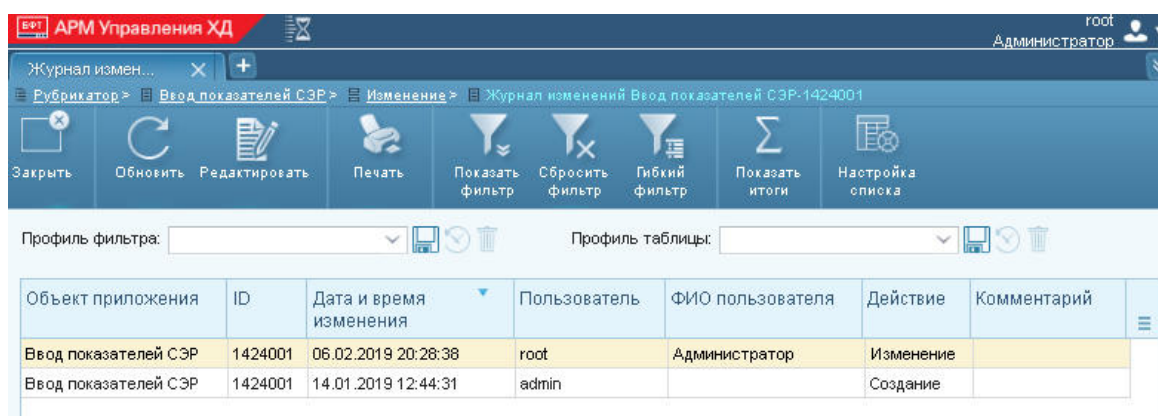 БФТ АРМ Управления ХД
root
Администратор
Журнал измен...
Рубрикатор > Ввод показателей СЭР > Изменение > Журнал изменений Ввод показателей СЭР-1424001
Закрыть Обновить Редактировать Печать Показать фильтр Сбросить фильтр Гибкий фильтр Показать итоги Настройка списка
Профиль фильтра: Профиль таблицы:
Объект приложения ID Дата и время изменения Пользователь ФИО пользователя Действие Комментарий
Ввод показателей СЭР 1424001 06.02.2019 20:28:38 root Администратор Изменение
Ввод показателей СЭР 1424001 14.01.2019 12:44:31 admin Создание